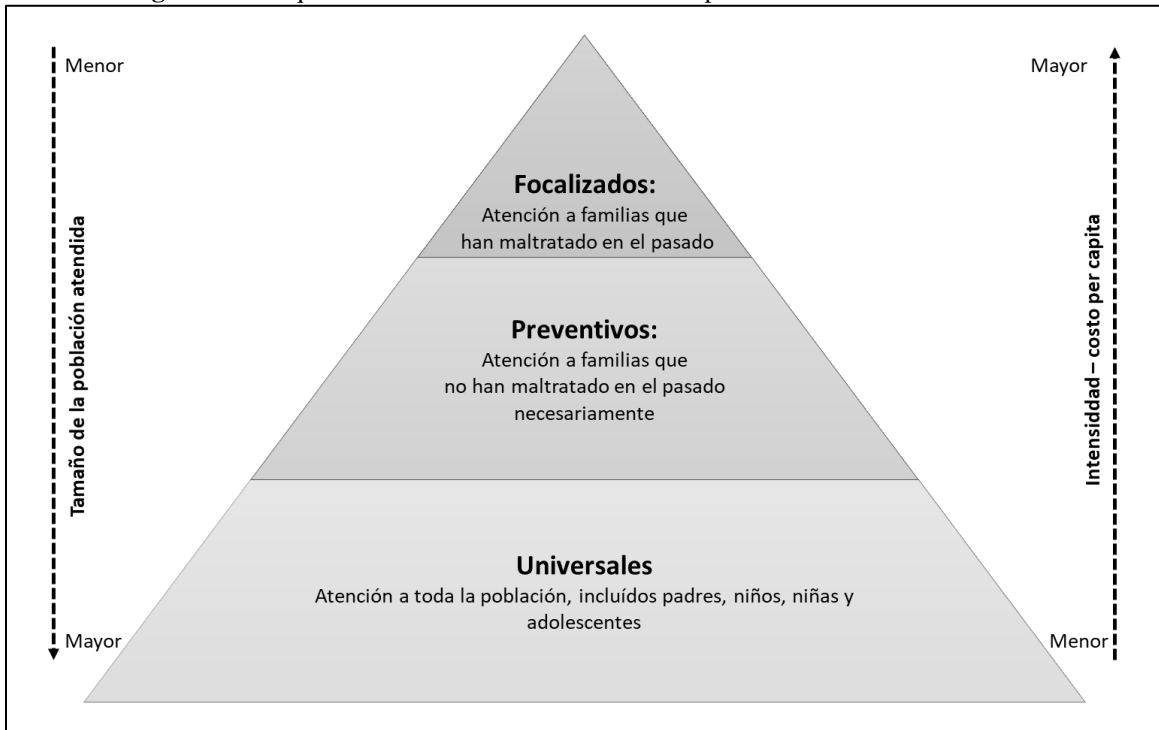 Menor
Mayor
Focalizados:
Atención a familias que
han maltratado en el pasado
Tamaño de la población atendida
Intensiddad – costo per capita
Preventivos:
Atención a familias que
no han maltratado en el pasado
necesariamente
Universales
Atención a toda la población, incluídos padres, niños, niñas y
adolescentes
Mayor
Menor